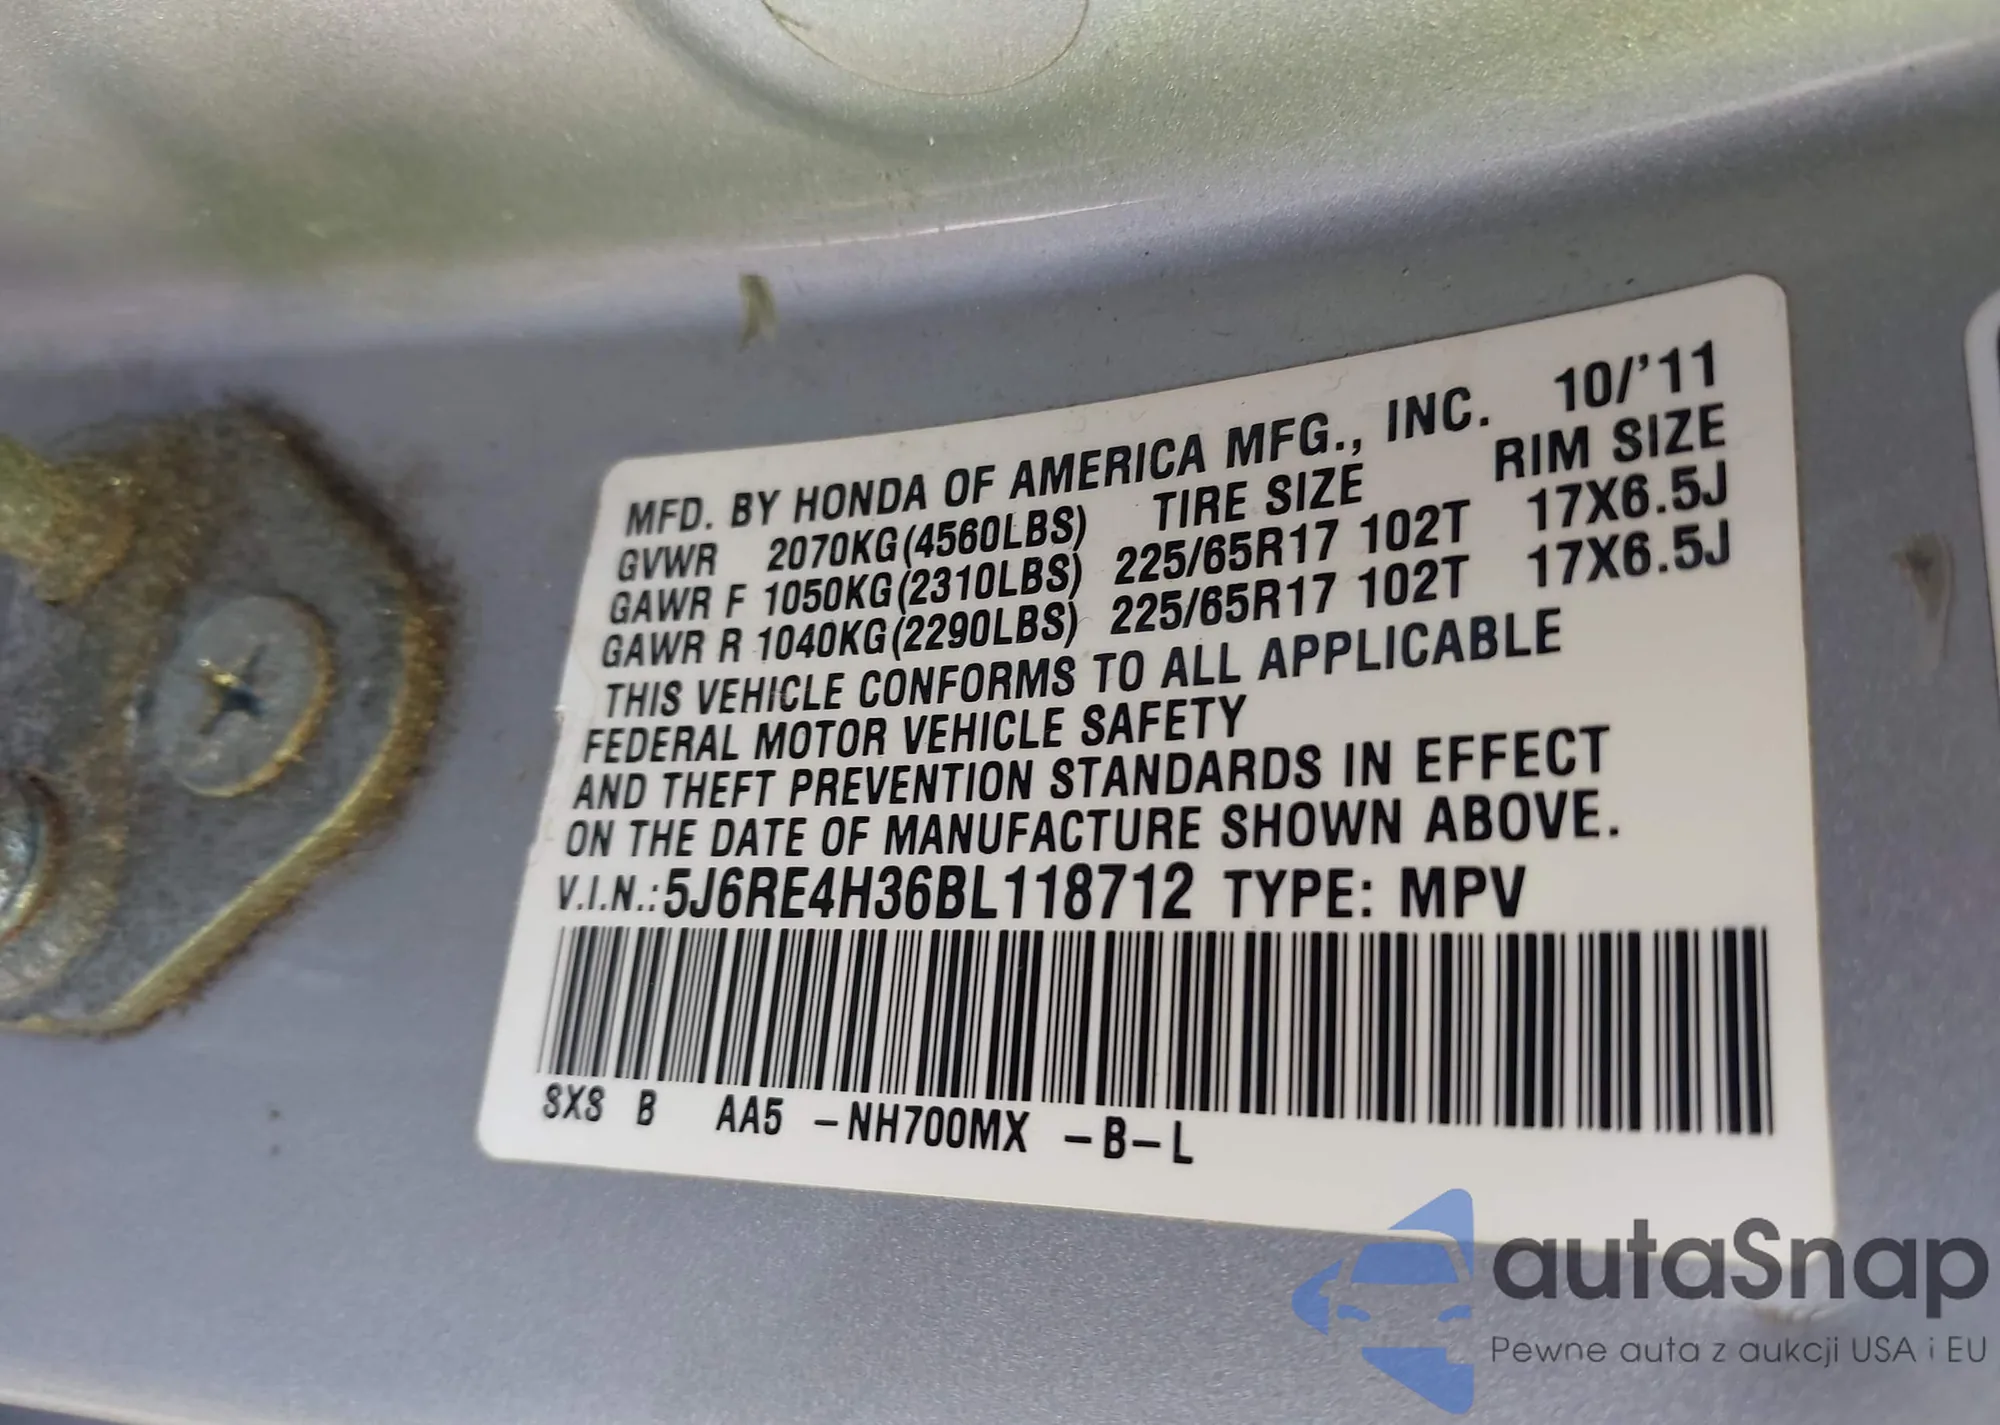 MFD. BY HONDA OF AMERICA MFG., INC. 10/'11
GVWR 2070KG(4560LBS) TIRE SIZE RIM SIZE
GAWR F 1050KG(2310LBS) 225/65R17 102T 17X6.5J
GAWR R 1040KG(2290LBS) 225/65R17 102T 17X6.5J
THIS VEHICLE CONFORMS TO ALL APPLICABLE
FEDERAL MOTOR VEHICLE SAFETY
AND THEFT PREVENTION STANDARDS IN EFFECT
ON THE DATE OF MANUFACTURE SHOWN ABOVE.
V.I.N.: 5J6RE4H36BL118712 TYPE: MPV
SXS B AA5 -NH700MX -B-L
autaSnap
Pewne auta z aukcji USA i EU